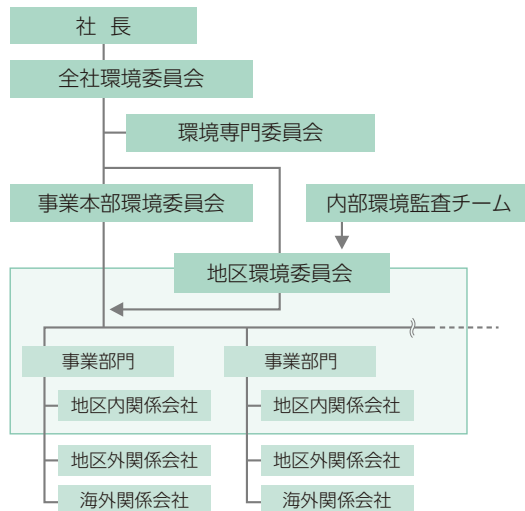 社 長
全社環境委員会
環境専門委員会
事業本部環境委員会
内部環境監査チーム
地区環境委員会
事業部門
事業部門
地区内関係会社
地区内関係会社
地区外関係会社
地区外関係会社
海外関係会社
海外関係会社